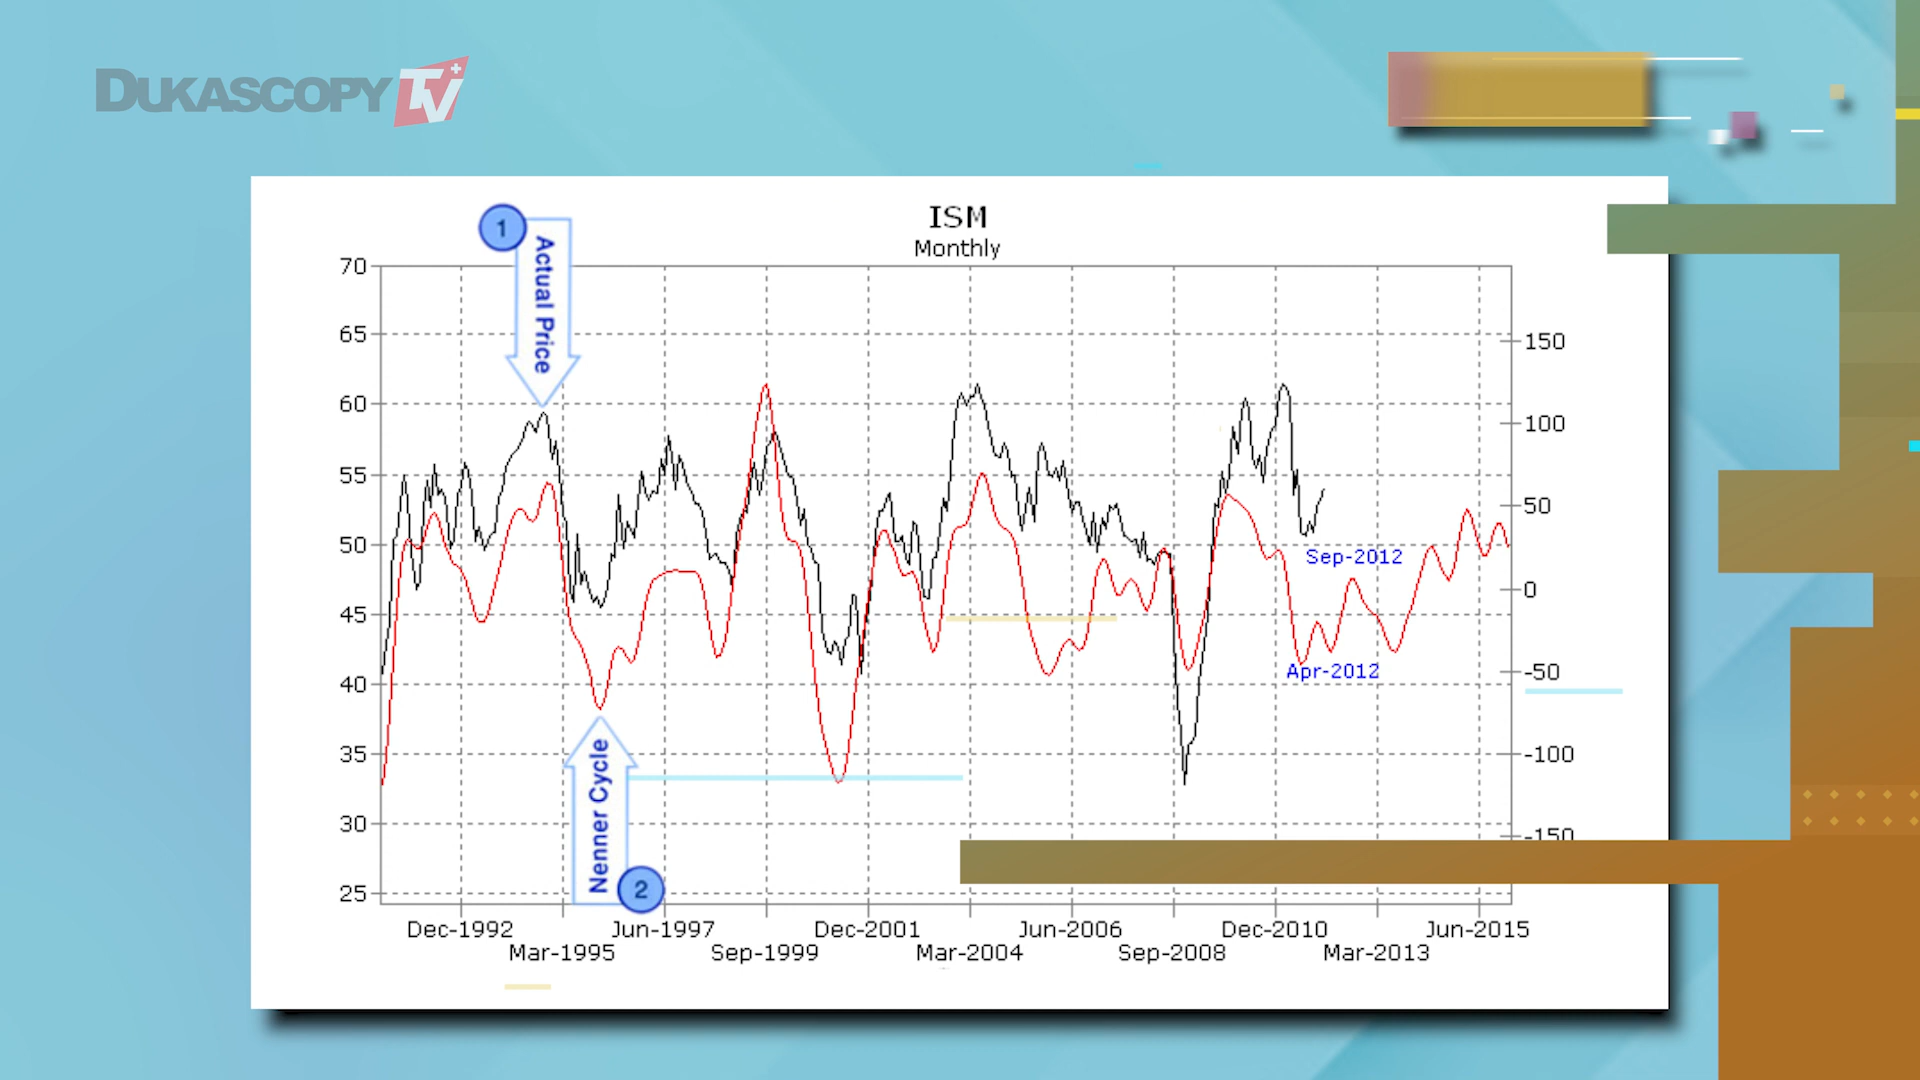 DUKASCOPY TV
ISM
Monthly
1
Actual Price
70
65
60
55
50
45
40
35
30
25
150
100
50
0
-50
-100
-150
Sep-2012
Apr-2012
Nenner Cycle
2
Dec-1992
Mar-1995
Jun-1997
Sep-1999
Dec-2001
Mar-2004
Jun-2006
Sep-2008
Dec-2010
Mar-2013
Jun-2015